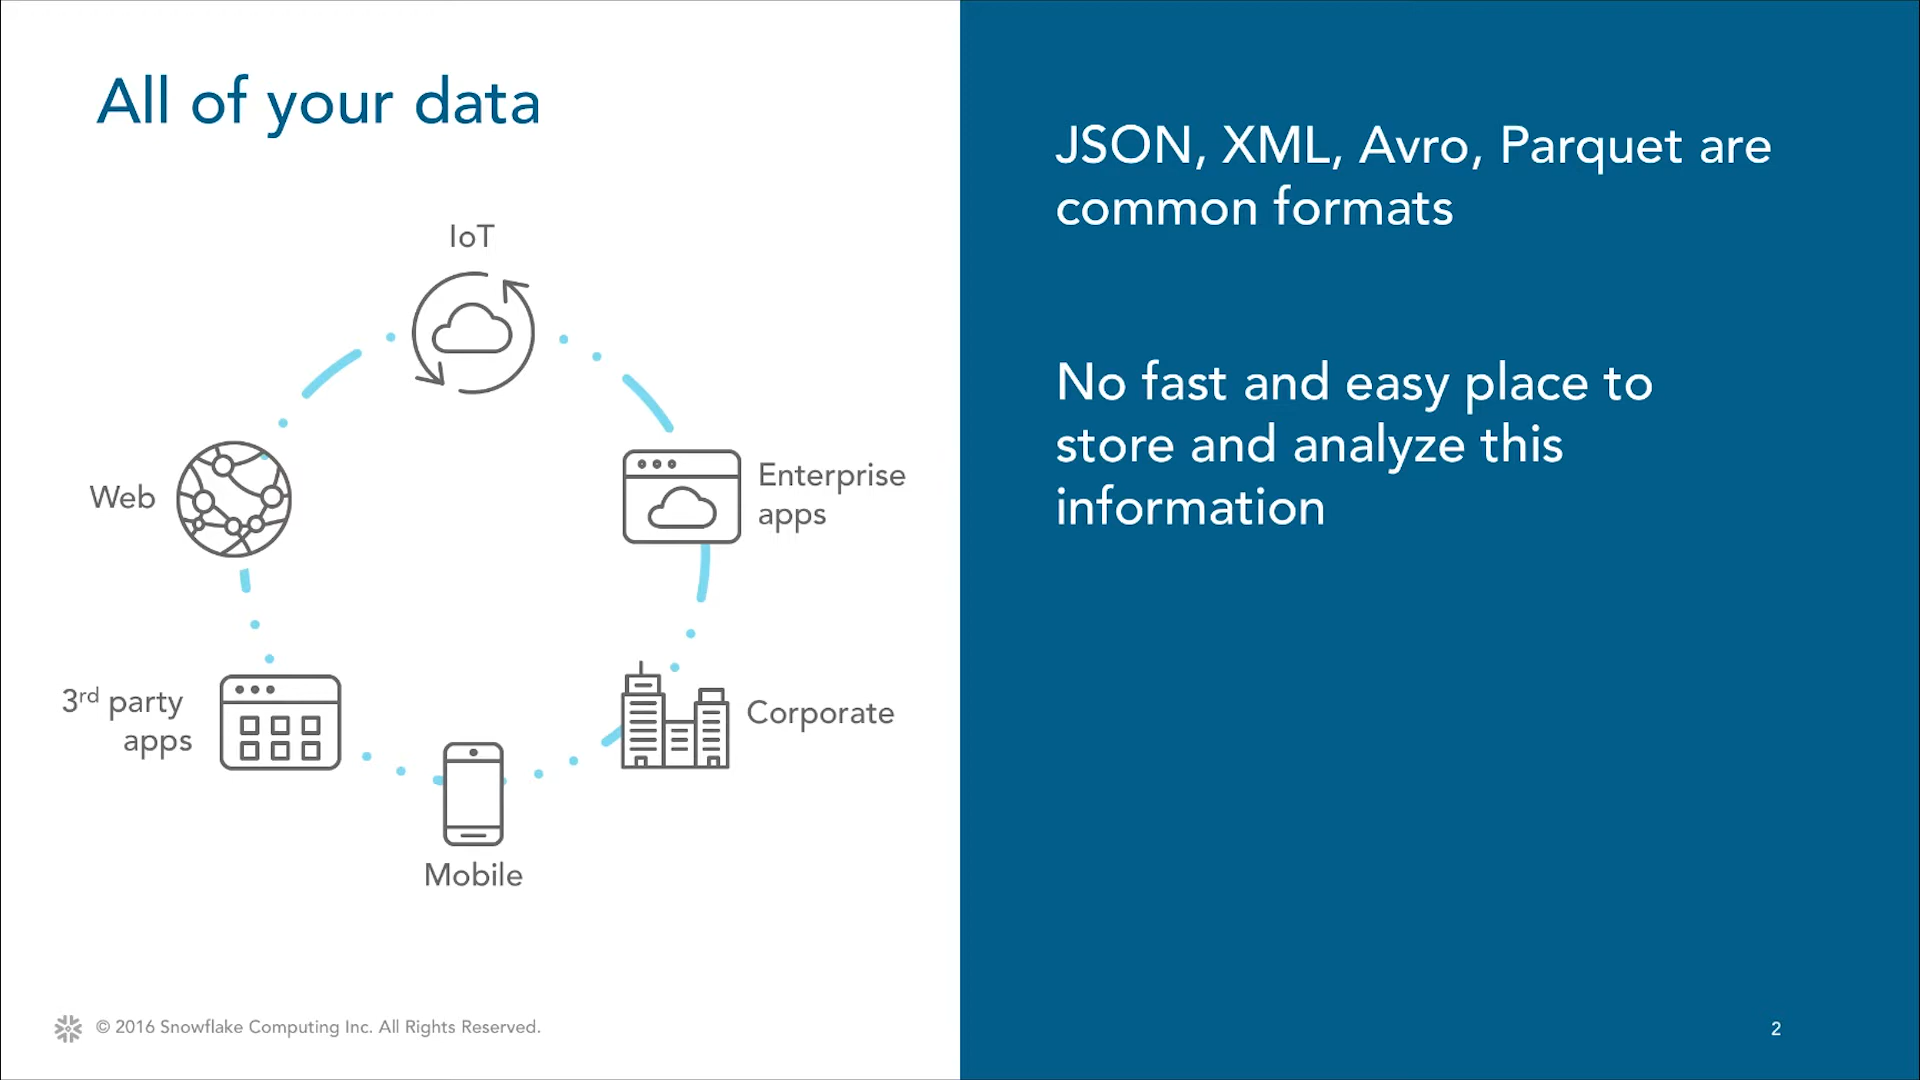 All of your data
IoT
Enterprise
apps
Web
3rd party
apps
Corporate
Mobile
© 2016 Snowflake Computing Inc. All Rights Reserved.
JSON, XML, Avro, Parquet are
common formats
No fast and easy place to
store and analyze this
information
2